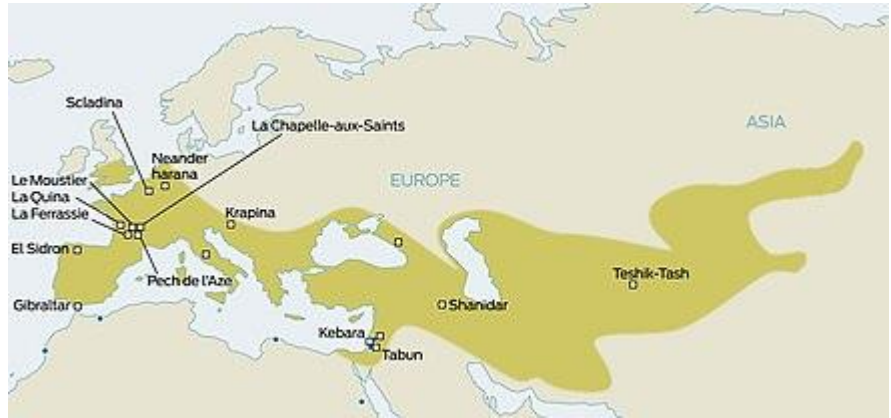 Scladina
La Chapelle-aux-Saints
ASIA
Neander
harana
Le Moustier
EUROPE
La Quina
La Ferrassie
Krapina
El Sidron
Pech de l'Aze
Teshik-Tash
Gibraltar
Shanidar
Kebara
Tabun